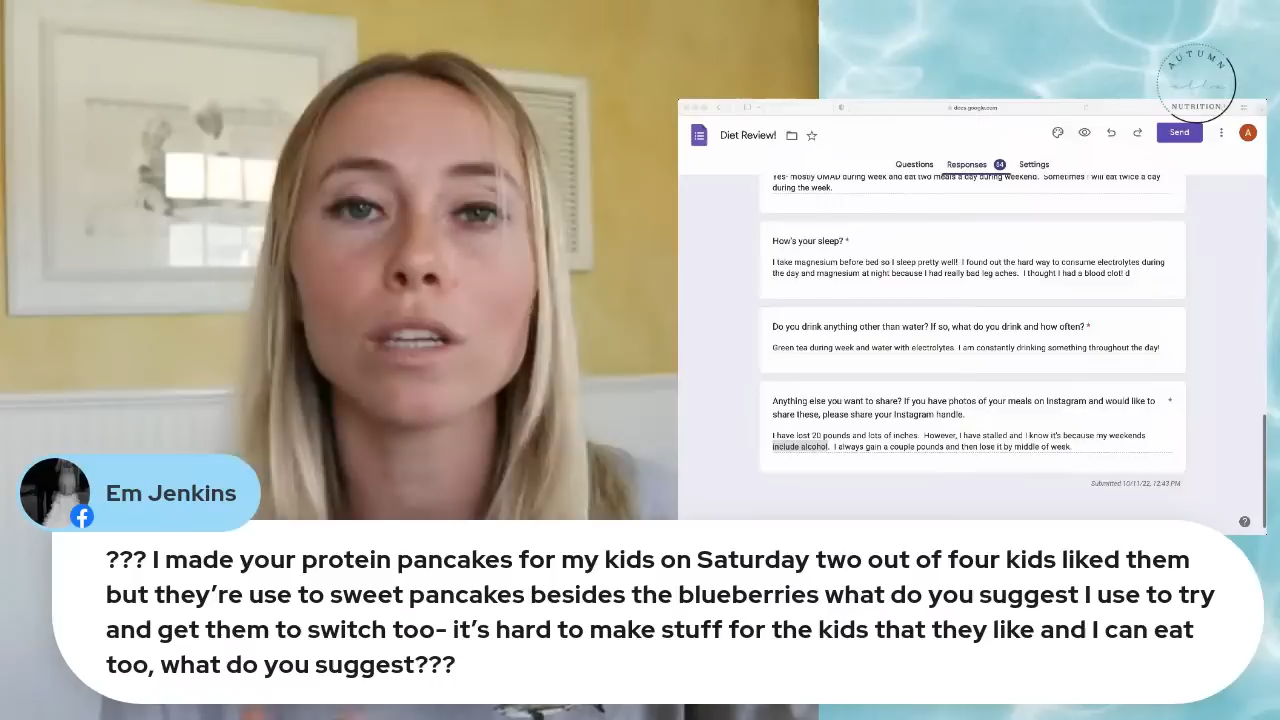 AUTUMN
NUTRITION
docs.google.com
Diet Review!
Send
A
Questions
Responses
Settings
Yes- mostly OMAD during week and eat two meals a day during weekend. Sometimes I will eat twice a day
during the week.
How's your sleep? *
I take magnesium before bed so I sleep pretty well! I found out the hard way to consume electrolytes during
the day and magnesium at night because I had really bad leg aches. I thought I had a blood clot! d
Do you drink anything other than water? If so, what do you drink and how often? *
Green tea during week and water with electrolytes. I am constantly drinking something throughout the day!
Anything else you want to share? If you have photos of your meals on Instagram and would like to *
share these, please share your Instagram handle.
I have lost 20 pounds and lots of inches. However, I have stalled and I know it's because my weekends
include alcohol. I always gain a couple pounds and then lose it by middle of week.
Submitted 10/11/22, 12:43 PM
Em Jenkins
??? I made your protein pancakes for my kids on Saturday two out of four kids liked them
but they’re use to sweet pancakes besides the blueberries what do you suggest I use to try
and get them to switch too- it’s hard to make stuff for the kids that they like and I can eat
too, what do you suggest???